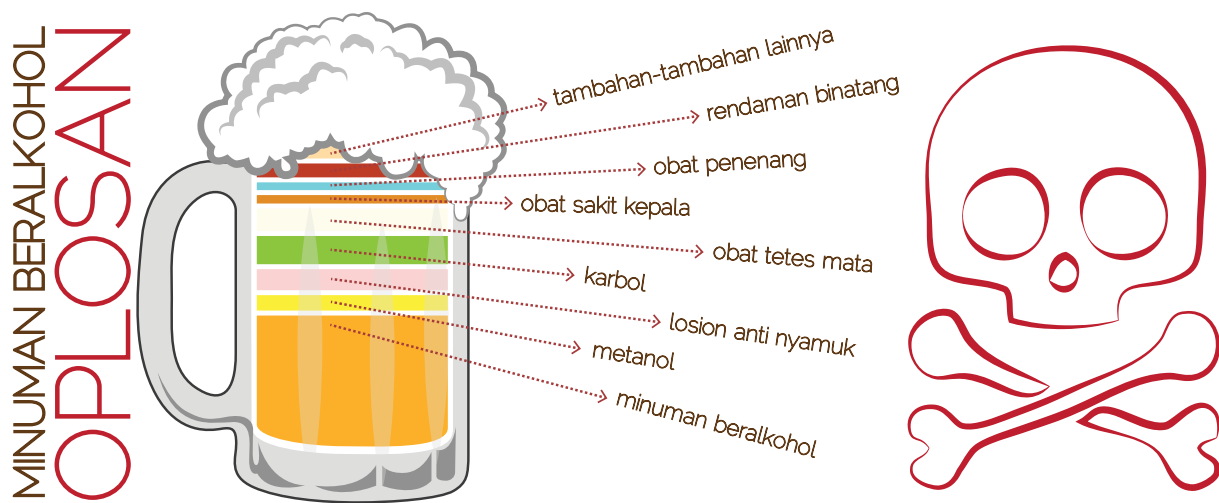 MINUMAN BERALKOHOL
OPLOSAN
tambahan-tambahan lainnya
rendaman binatang
obat penenang
obat sakit kepala
obat tetes mata
karbol
losion anti nyamuk
metanol
minuman beralkohol